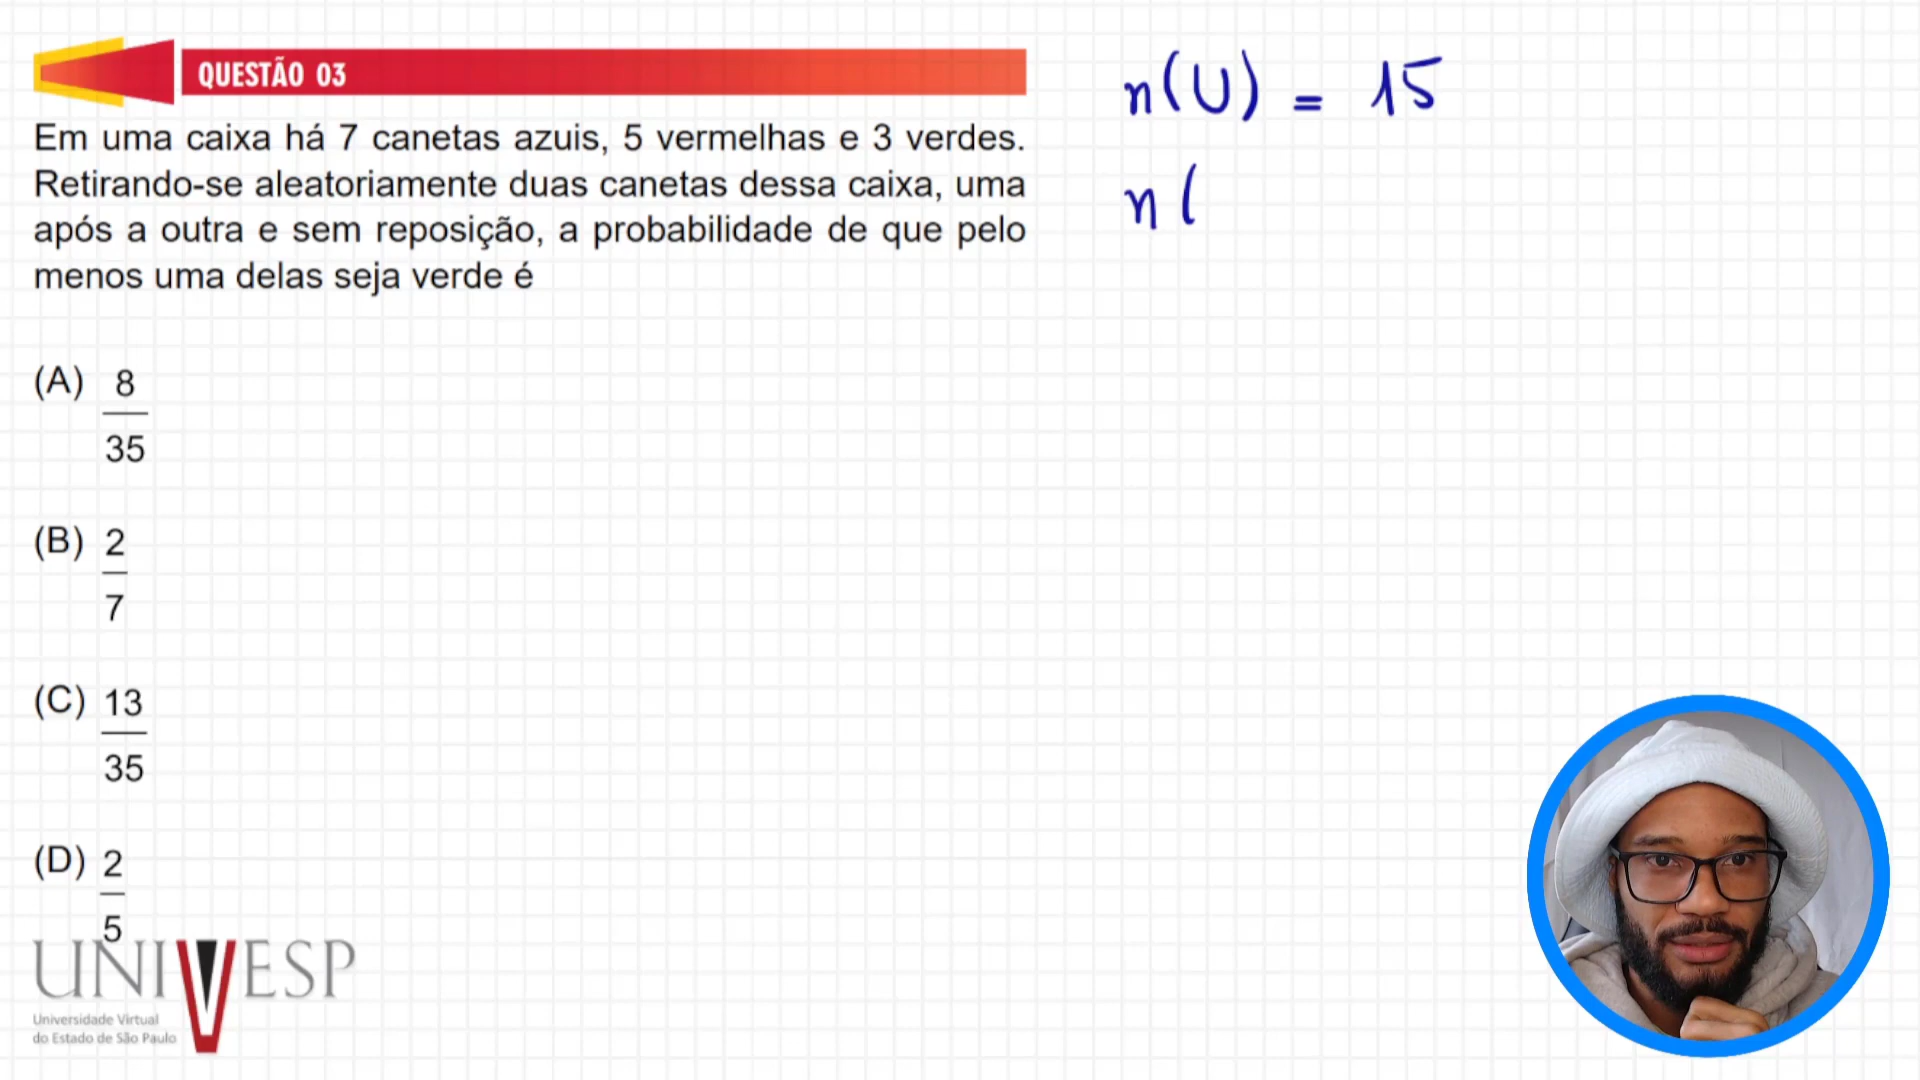 QUESTÃO 03
Em uma caixa há 7 canetas azuis, 5 vermelhas e 3 verdes.
Retirando-se aleatoriamente duas canetas dessa caixa, uma
após a outra e sem reposição, a probabilidade de que pelo
menos uma delas seja verde é
(A) 8
35
(B) 2
7
(C) 13
35
(D) 2
5
UNIVESP
Universidade Virtual
do Estado de São Paulo
n(U) = 15
n(